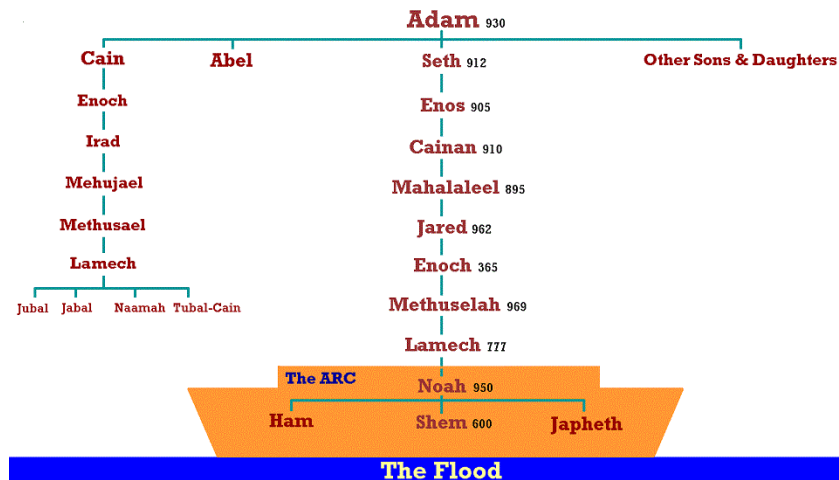 Adam 930
Cain Abel Seth 912 Other Sons & Daughters
Enoch Enos 905
Irad Cainan 910
Mehujael Mahalaleel 895
Methusael Jared 962
Lamech Enoch 365
Jubal Jabal Naamah Tubal-Cain Methuselah 969
Lamech 777
The ARC Noah 950
Ham Shem 600 Japheth
The Flood